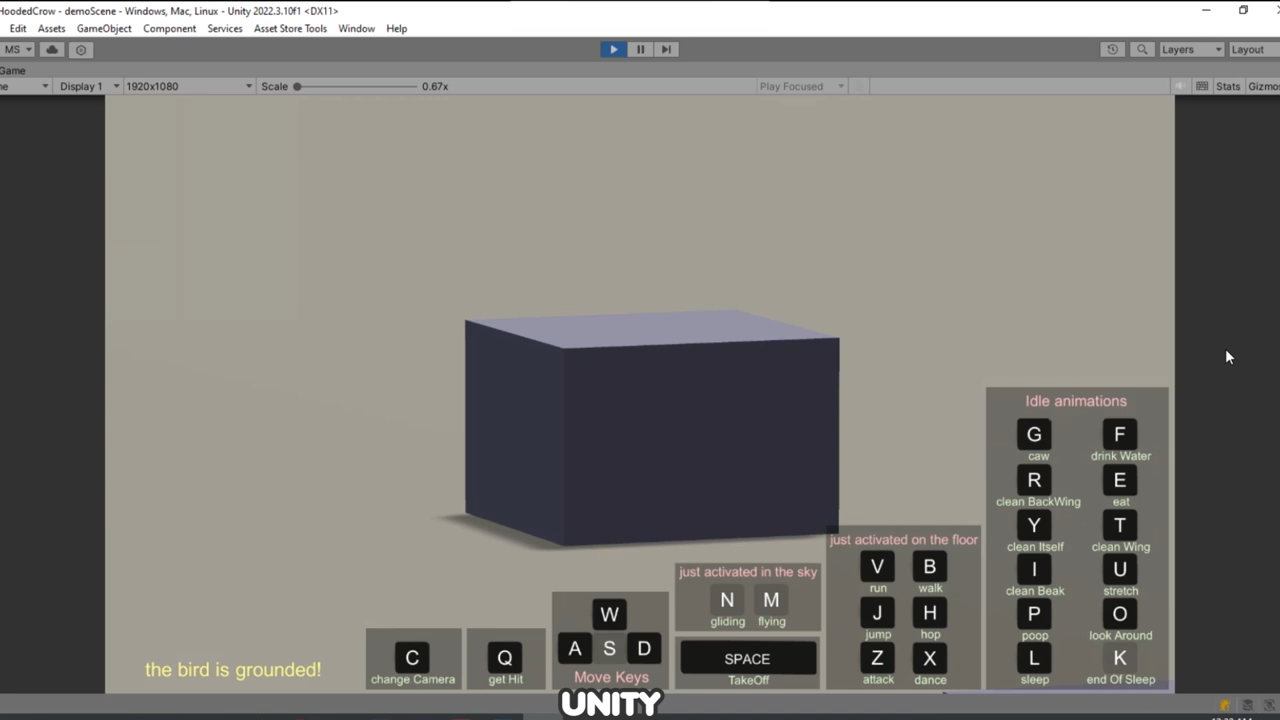 HoodedCrow - demoScene - Windows, Mac, Linux - Unity 2022.3.10f1 <DX11>
Edit Assets GameObject Component Services Asset Store Tools Window Help
MS Layers Layout
Game
Display 1 1920x1080 Scale 0.67x Play Focused Stats Gizmo
Idle animations
G F
caw drink Water
R E
clean BackWing eat
Y T
clean Itself clean Wing
I U
clean Beak stretch
P O
poop look Around
L K
sleep end Of Sleep
just activated on the floor
V B
run walk
J H
jump hop
Z X
attack dance
just activated in the sky
N M
gliding flying
SPACE
TakeOff
W
A S D
Move Keys
Q
get Hit
C
change Camera
the bird is grounded!
UNITY